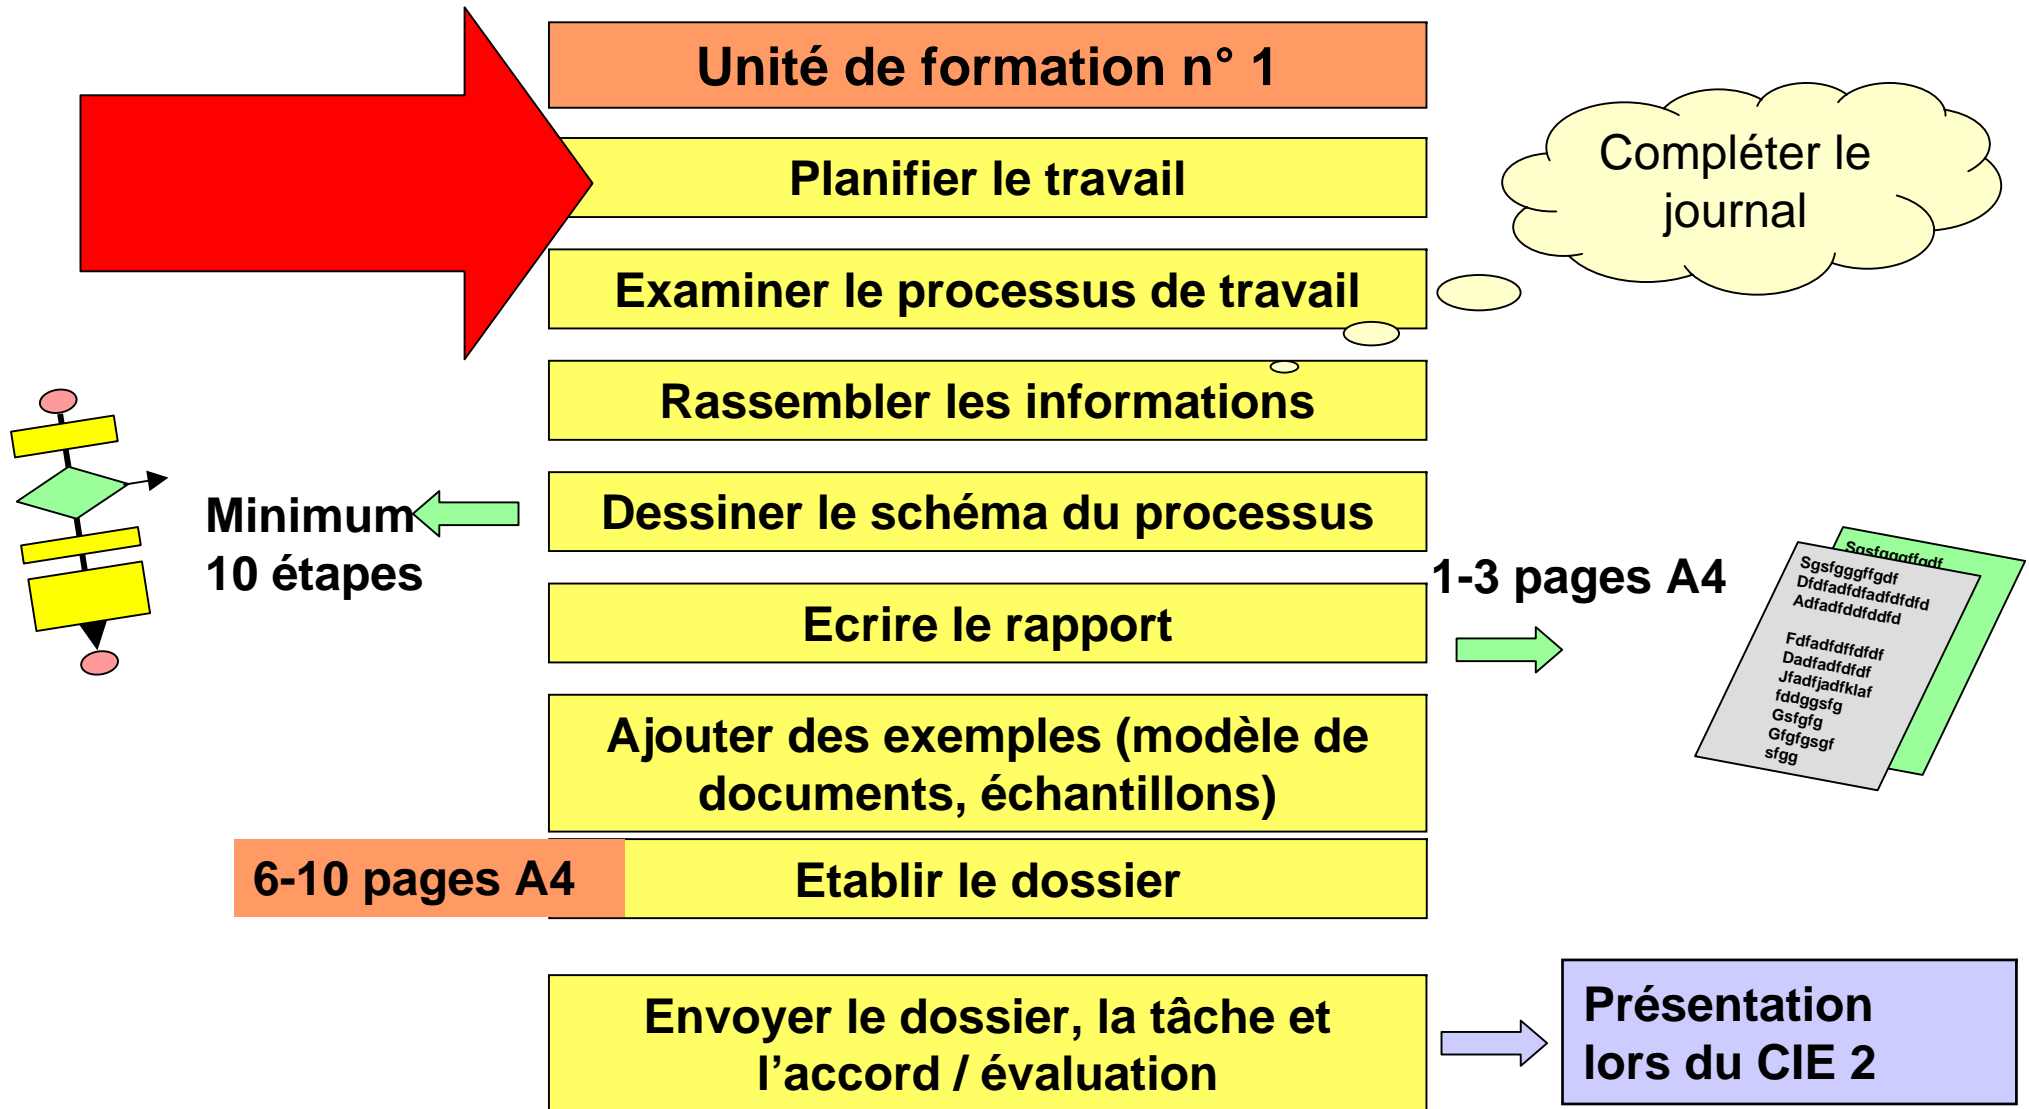 Unité de formation n° 1
Planifier le travail
Compléter le
journal
Examiner le processus de travail
Rassembler les informations
Dessiner le schéma du processus
Minimum
10 étapes
Ecrire le rapport
1-3 pages A4
Sgsfgggffgdf
Sgsfgggffgdf
Dfdfadfdfadfdfdfd
Adfadfddfddfd
Fdfadfdffdfdf
Dadfadfdfdf
Jfadfjadfklaf
fddggsfg
Gsfgfg
Gfgfgsgf
sfgg
Ajouter des exemples (modèle de
documents, échantillons)
6-10 pages A4
Etablir le dossier
Envoyer le dossier, la tâche et
l’accord / évaluation
Présentation
lors du CIE 2